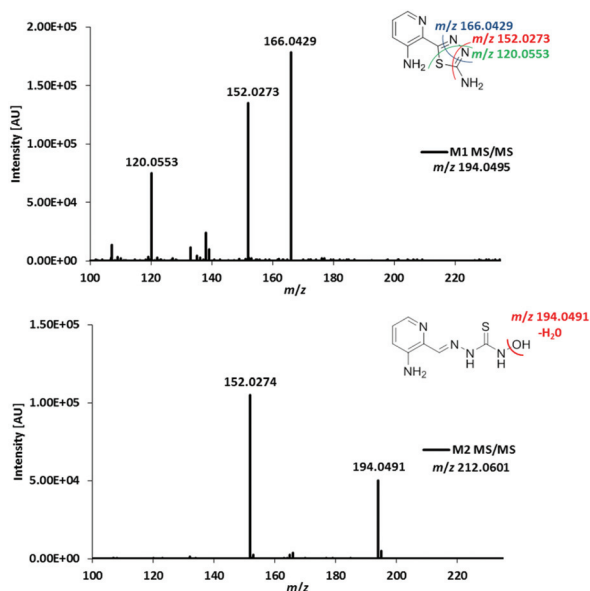 2.00E+05
1.50E+05
1.00E+05
5.00E+04
0.00E+00
Intensity [AU]
166.0429
152.0273
120.0553
100 120 140 160 180 200 220
m/z
N
N
N
S
NH₂
NH₂
m/z 166.0429
m/z 152.0273
m/z 120.0553
M1 MS/MS
m/z 194.0495
1.50E+05
1.00E+05
5.00E+04
0.00E+00
Intensity [AU]
152.0274
194.0491
100 120 140 160 180 200 220
m/z
N
NH₂
N
N
H
S
N
H
OH
m/z 194.0491
-H₂0
M2 MS/MS
m/z 212.0601